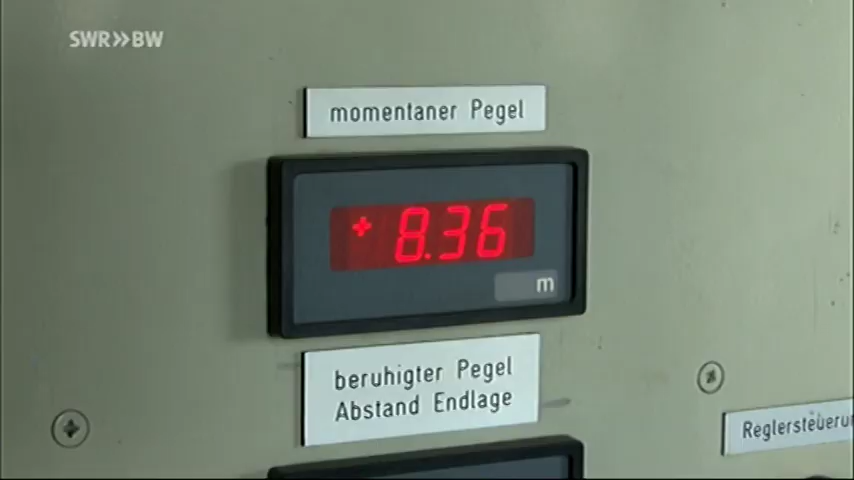 SWR»BW
momentaner Pegel
+ 8.36
m
beruhigter Pegel
Abstand Endlage